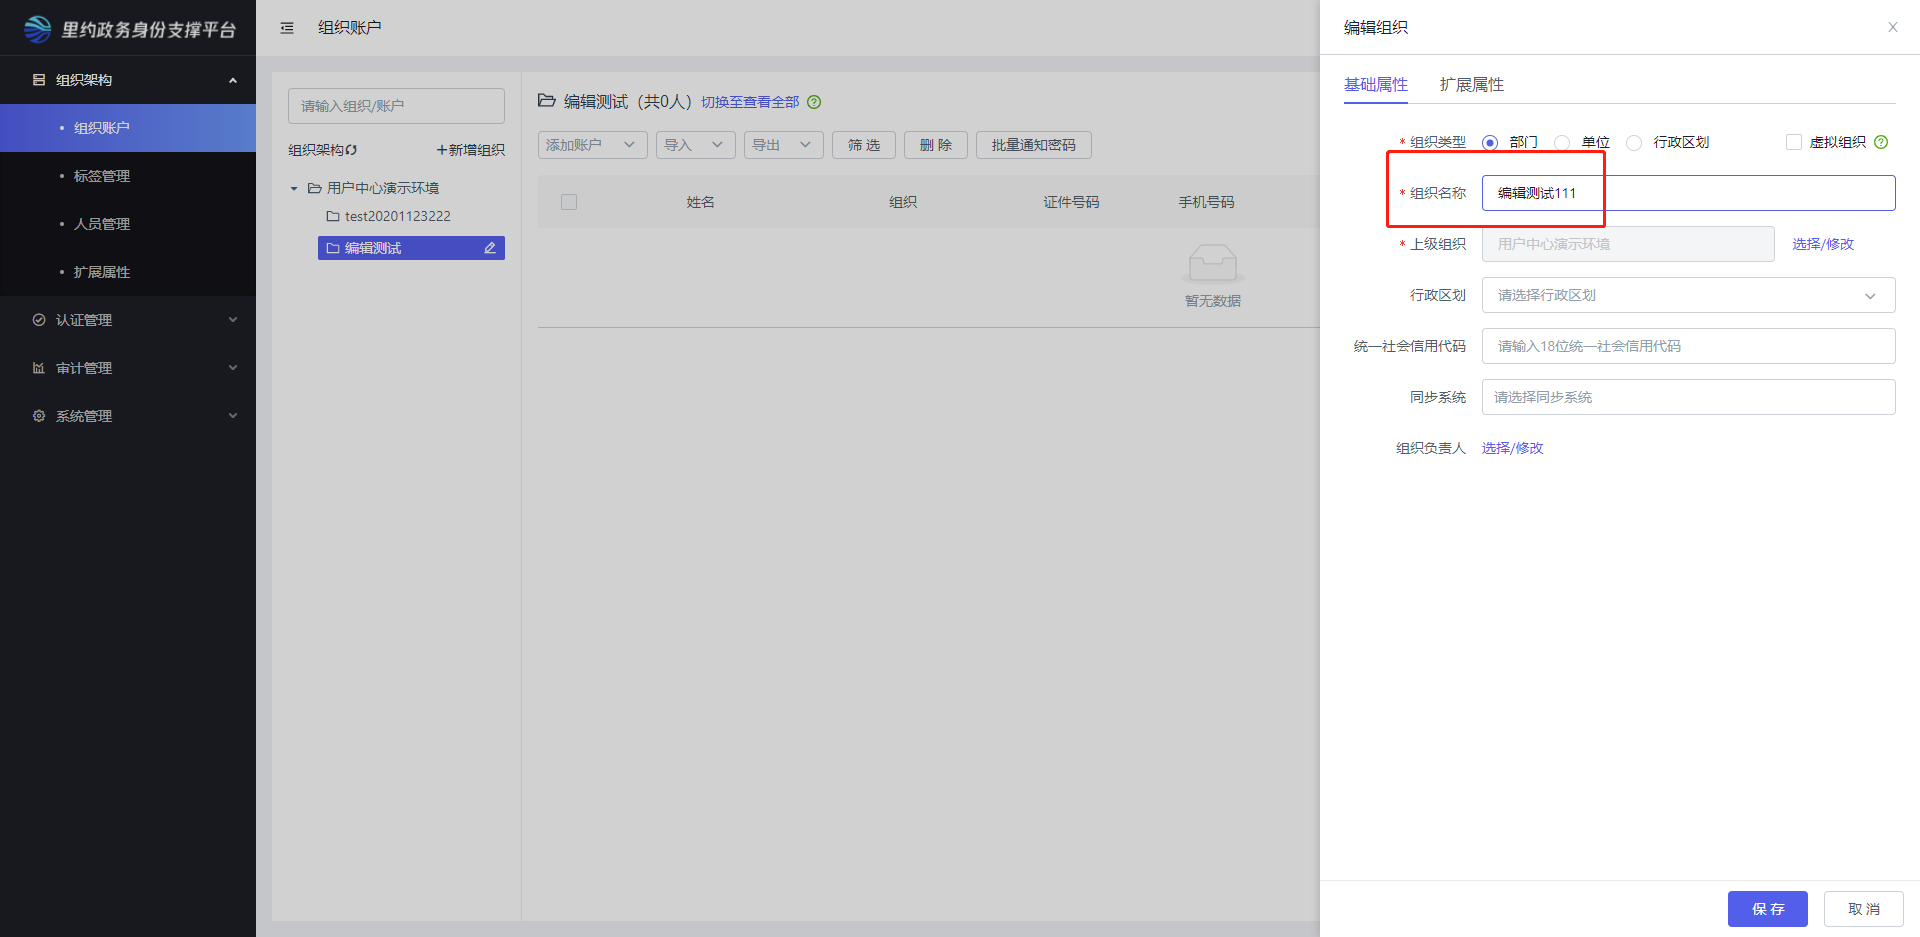 里约政务身份支撑平台
组织架构
组织账户
标签管理
人员管理
扩展属性
认证管理
审计管理
系统管理
组织账户
请输入组织/账户
组织架构 新增组织
用户中心演示环境
test20201123222
编辑测试
编辑测试（共0人） 切换至查看全部
添加账户 导入 导出 筛 选 删 除 批量通知密码
姓名 组织 证件号码 手机号码
暂无数据
编辑组织
基础属性 扩展属性
* 组织类型 部门 单位 行政区划 虚拟组织
* 组织名称 编辑测试111
* 上级组织 用户中心演示环境 选择/修改
行政区划 请选择行政区划
统一社会信用代码 请输入18位统一社会信用代码
同步系统 请选择同步系统
组织负责人 选择/修改
保 存 取 消